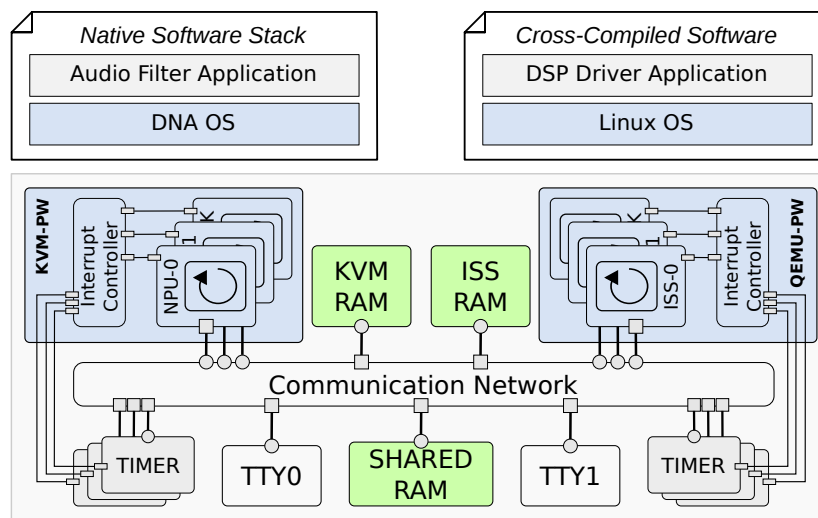 Native Software Stack
Audio Filter Application
DNA OS
Cross-Compiled Software
DSP Driver Application
Linux OS
KVM-PW
Interrupt
Controller
NPU-0
1
K
KVM
RAM
ISS
RAM
K
1
ISS-0
Interrupt
Controller
QEMU-PW
Communication Network
TIMER
TTY0
SHARED
RAM
TTY1
TIMER